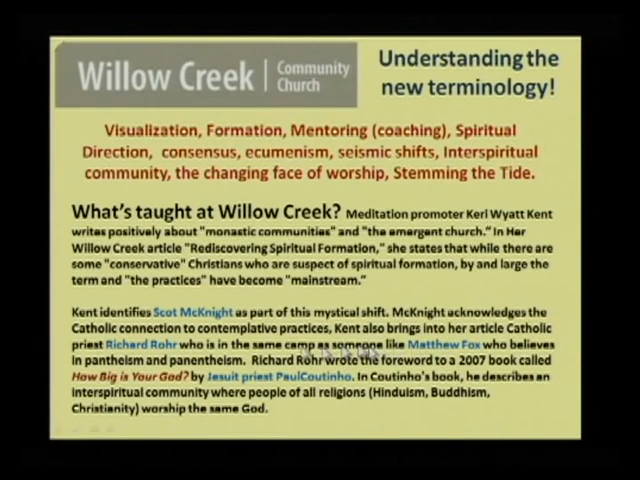 Willow Creek | Community Church
Understanding the
new terminology!
Visualization, Formation, Mentoring (coaching), Spiritual
Direction, consensus, ecumenism, seismic shifts, Interspiritual
community, the changing face of worship, Stemming the Tide.
What's taught at Willow Creek? Meditation promoter Keri Wyatt Kent
writes positively about "monastic communities" and "the emergent church." In Her
Willow Creek article "Rediscovering Spiritual Formation," she states that while there are
some "conservative" Christians who are suspect of spiritual formation, by and large the
term and "the practices" have become "mainstream."
Kent identifies Scot McKnight as part of this mystical shift. McKnight acknowledges the
Catholic connection to contemplative practices, Kent also brings into her article Catholic
priest Richard Rohr who is in the same camp as someone like Matthew Fox who believes
in pantheism and panentheism. Richard Rohr wrote the foreword to a 2007 book called
How Big is Your God? by Jesuit priest PaulCoutinho. In Coutinho's book, he describes an
interspiritual community where people of all religions (Hinduism, Buddhism,
Christianity) worship the same God.